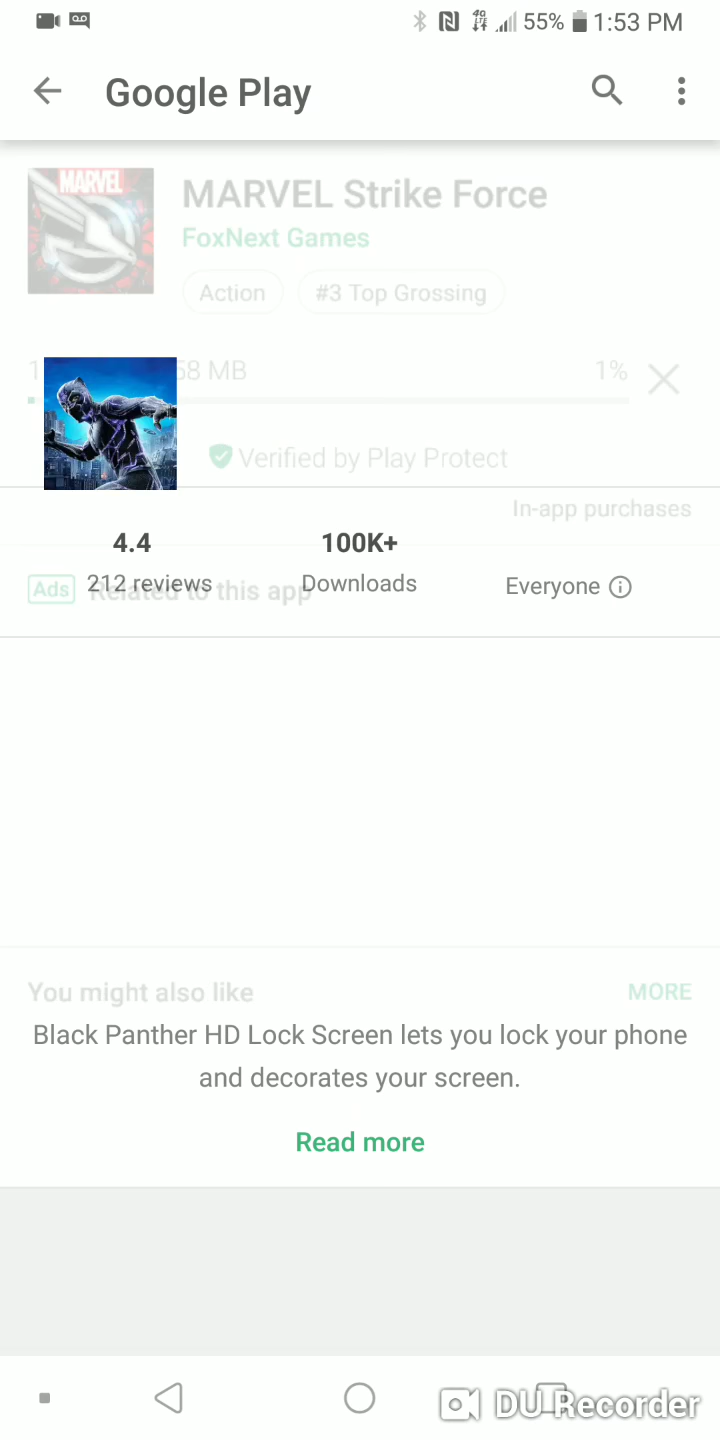 55% 1:53 PM
Google Play
MARVEL
MARVEL Strike Force
FoxNext Games
Action #3 Top Grossing
58 MB 1%
Verified by Play Protect
In-app purchases
4.4 100K+
212 reviews Downloads Everyone
Ads Related to this app
You might also like MORE
Black Panther HD Lock Screen lets you lock your phone
and decorates your screen.
Read more
DU Recorder